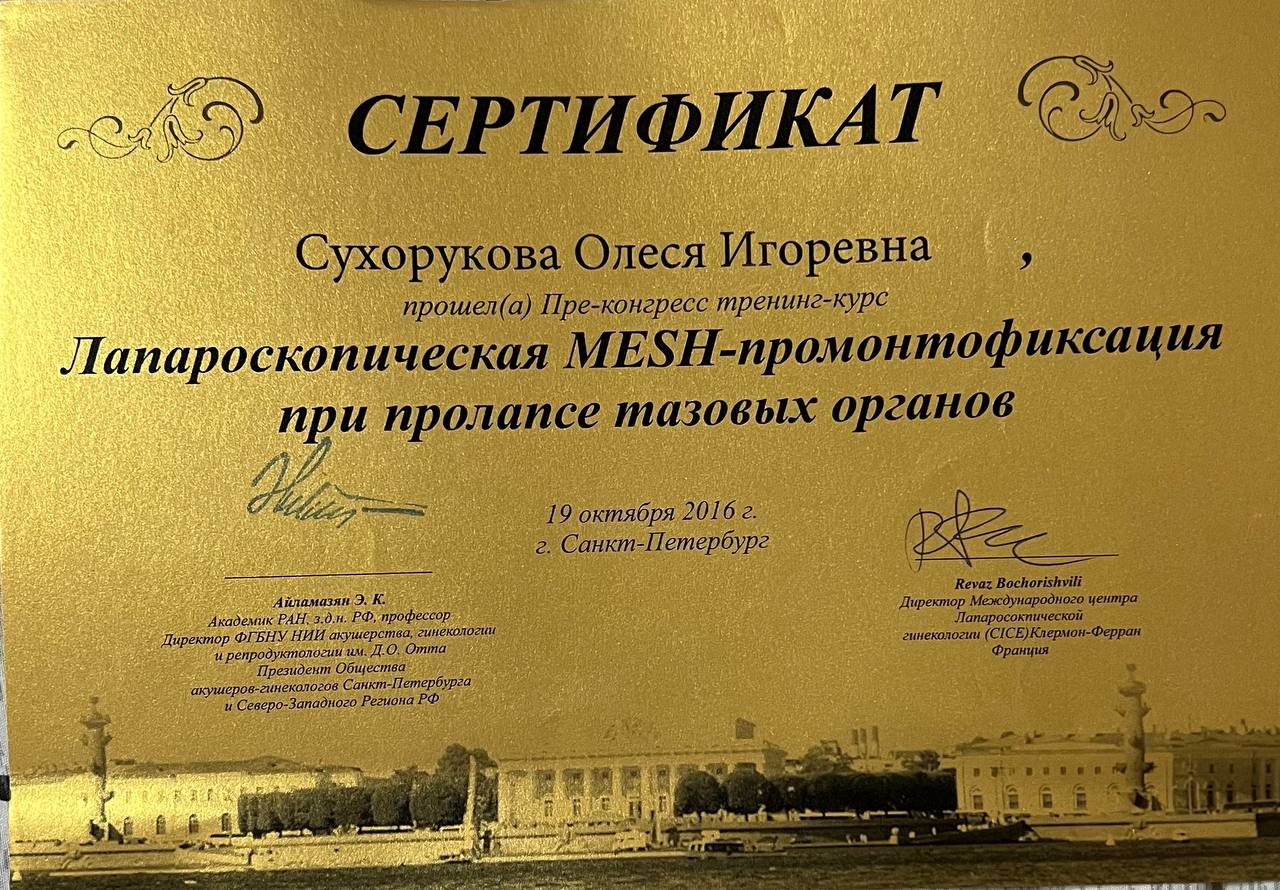 СЕРТИФИКАТ
Сухорукова Олеся Игоревна ,
прошел(а) Пре-конгресс тренинг-курс
Лапароскопическая MESH-промонтофиксация
при пролапсе тазовых органов
19 октября 2016 г.
г. Санкт-Петербург
Айламазян Э. К.
Академик РАН, з.д.н. РФ, профессор
Директор ФГБНУ НИИ акушерства, гинекологии
и репродуктологии им. Д.О. Отта
Президент Общества
акушеров-гинекологов Санкт-Петербурга
и Северо-Западного Региона РФ
Revaz Bochorishvili
Директор Международного центра
Лапаросокпической
гинекологии (CICE)Клермон-Ферран
Франция